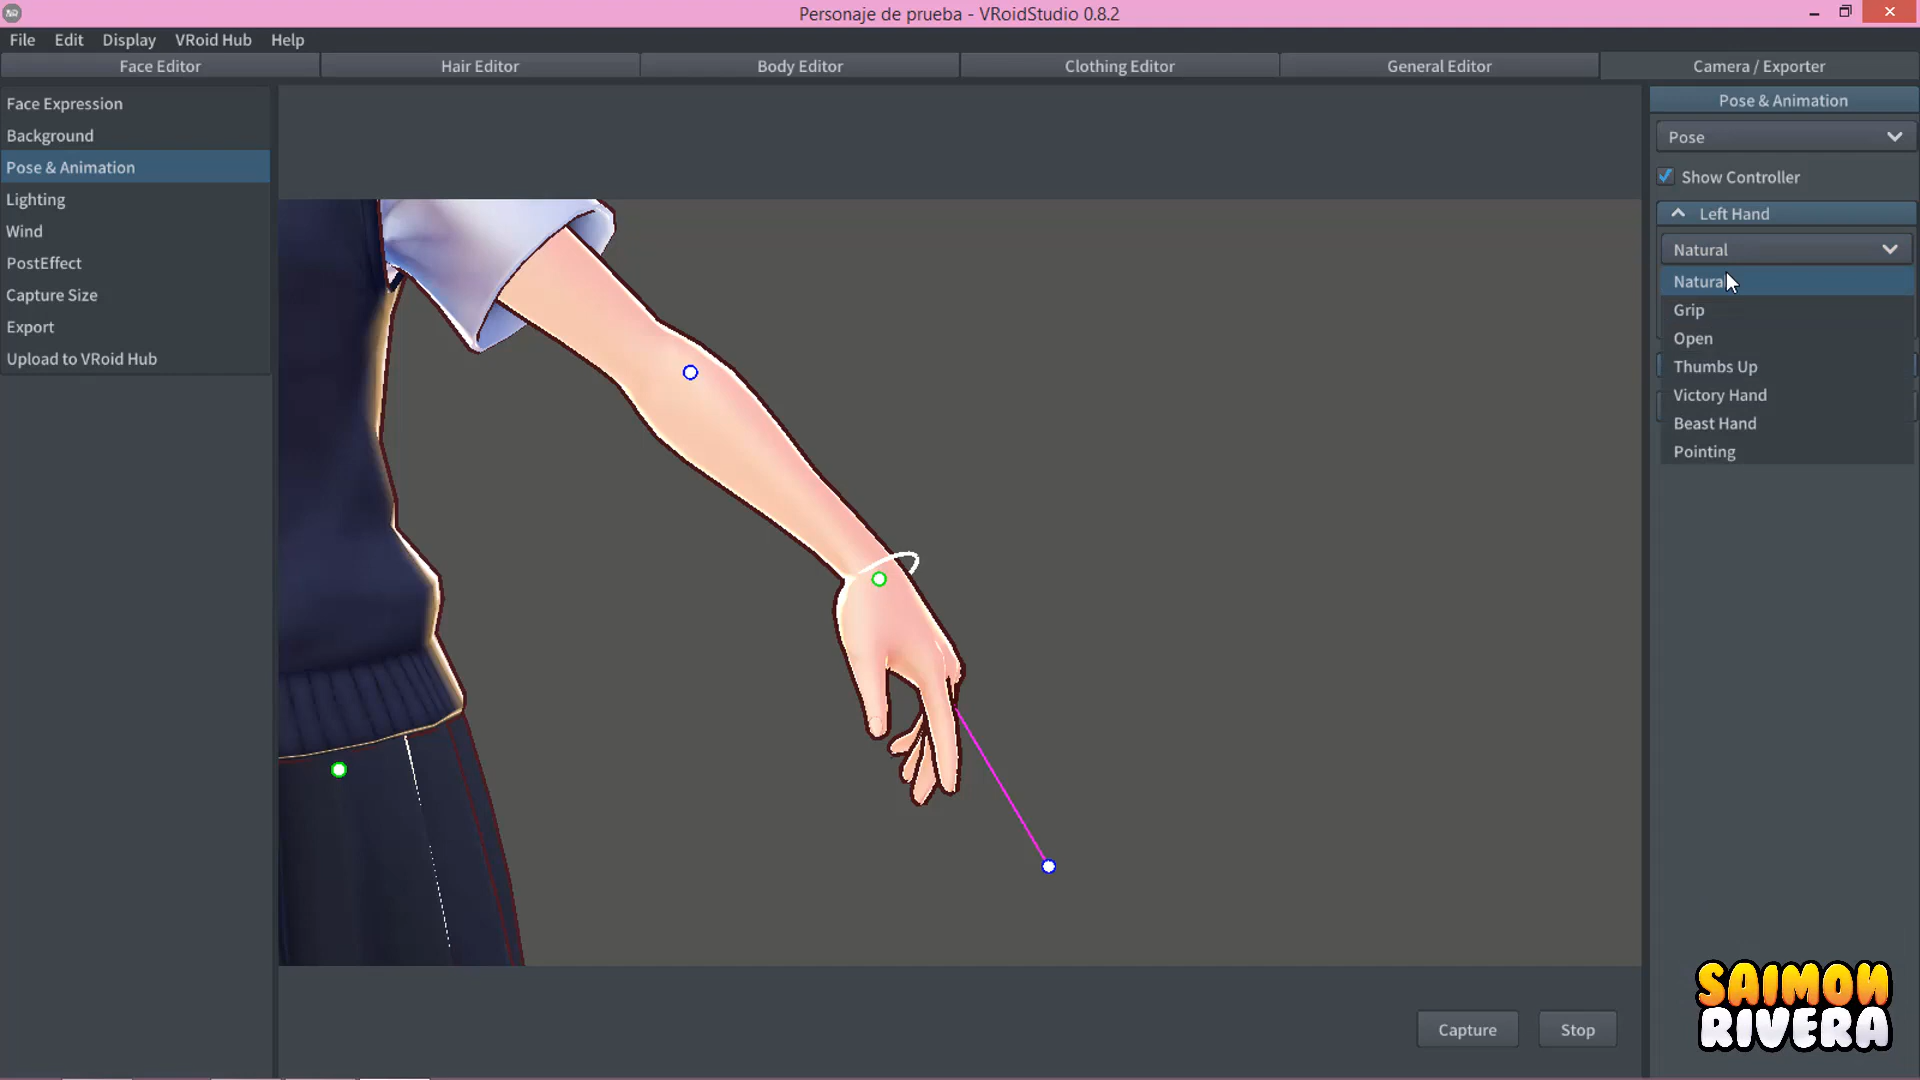 Personaje de prueba - VRoidStudio 0.8.2
File Edit Display VRoid Hub Help
Face Editor Hair Editor Body Editor Clothing Editor General Editor Camera / Exporter
Face Expression
Background
Pose & Animation
Lighting
Wind
PostEffect
Capture Size
Export
Upload to VRoid Hub
Pose & Animation
Pose
Show Controller
Left Hand
Natural
Natural
Grip
Open
Thumbs Up
Victory Hand
Beast Hand
Pointing
Capture Stop
SAIMON
RIVERA